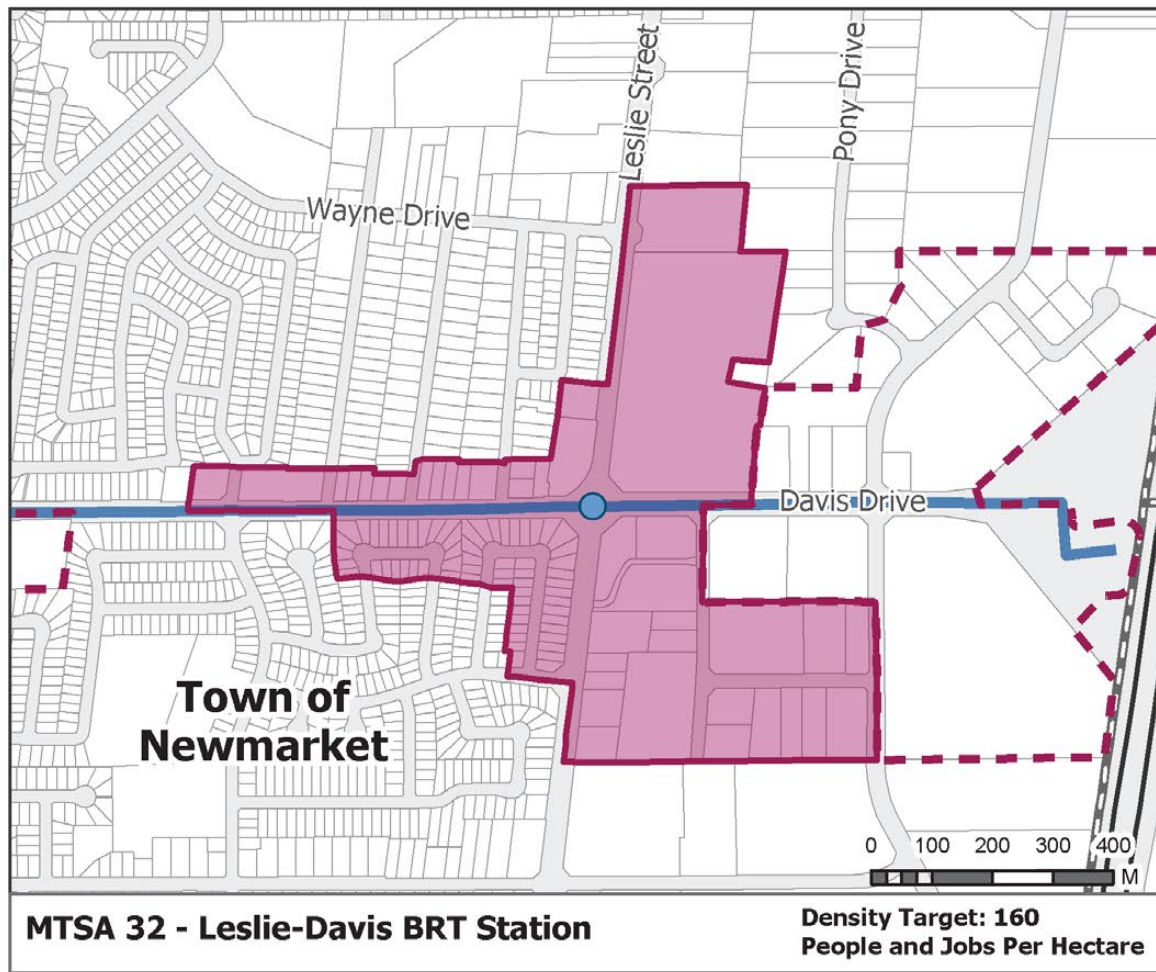 Leslie Street
Pony Drive
Wayne Drive
Davis Drive
Town of
Newmarket
0 100 200 300 400
M
MTSA 32 - Leslie-Davis BRT Station
Density Target: 160
People and Jobs Per Hectare